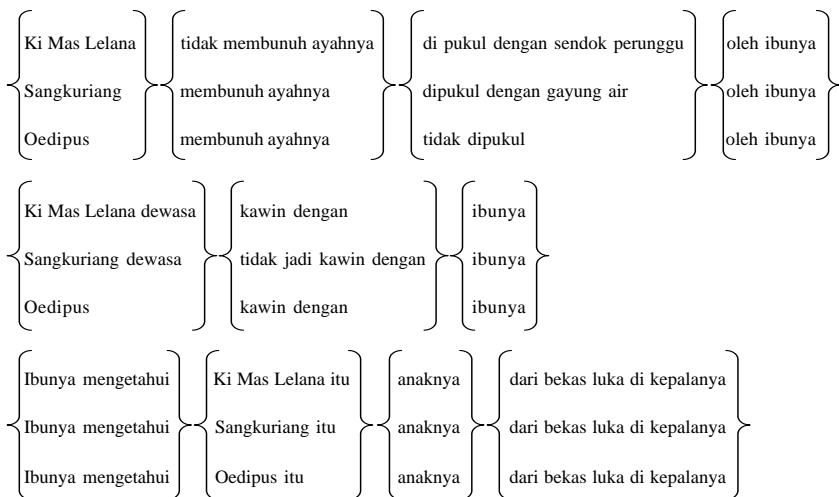 Ki Mas Lelana tidak membunuh ayahnya di pukul dengan sendok perunggu oleh ibunya
Sangkuriang membunuh ayahnya dipukul dengan gayung air oleh ibunya
Oedipus membunuh ayahnya tidak dipukul oleh ibunya
Ki Mas Lelana dewasa kawin dengan ibunya
Sangkuriang dewasa tidak jadi kawin dengan ibunya
Oedipus kawin dengan ibunya
Ibunya mengetahui Ki Mas Lelana itu anaknya dari bekas luka di kepalanya
Ibunya mengetahui Sangkuriang itu anaknya dari bekas luka di kepalanya
Ibunya mengetahui Oedipus itu anaknya dari bekas luka di kepalanya